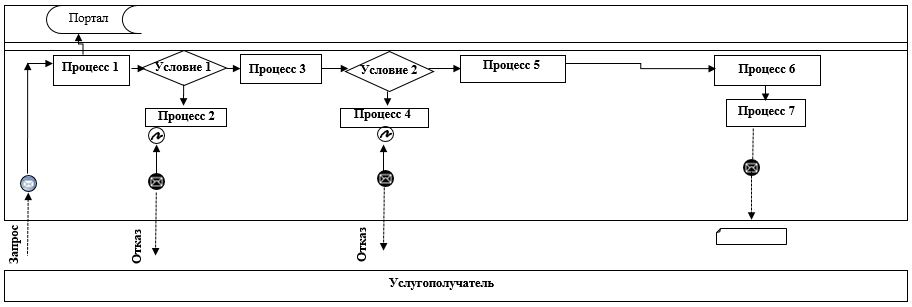 Портал
Процесс 1
Условие 1
Процесс 3
Условие 2
Процесс 5
Процесс 6
Процесс 2
Процесс 4
Процесс 7
Запрос
Отказ
Отказ
Услугополучатель